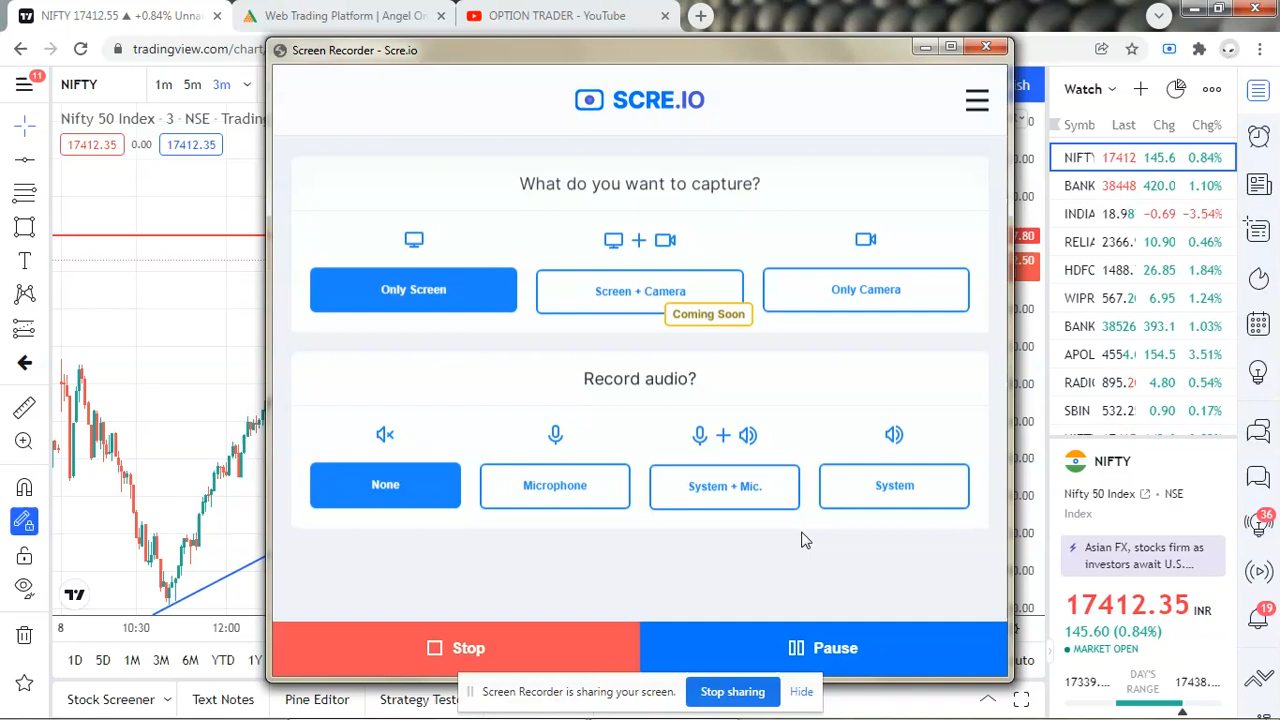 NIFTY 17412.55 ▲ +0.84% Unna
Web Trading Platform | Angel On
OPTION TRADER - YouTube
tradingview.com/chart
Screen Recorder - Scre.io
SCRE.IO
What do you want to capture?
Only Screen
Screen + Camera
Only Camera
Coming Soon
Record audio?
None
Microphone
System + Mic.
System
Stop
Pause
Screen Recorder is sharing your screen.
Stop sharing
Hide
11
NIFTY
1m 5m 3m
Nifty 50 Index · 3 · NSE · Trading
17412.35 0.00 17412.35
8 10:30 12:00
1D 5D 1M 3M 6M YTD 1Y
Stock Screener
Text Notes
Pine Editor
Strategy Teste
Watch
Symb Last Chg Chg%
NIFT 17412 145.6 0.84%
BANK 38448 420.0 1.10%
INDIA 18.98 −0.69 −3.54%
RELIA 2366. 10.90 0.46%
HDFC 1488. 26.85 1.84%
WIPR 567.2 6.95 1.24%
BANK 38526 393.1 1.03%
APOL 4554. 154.5 3.51%
RADIC 895.2 4.80 0.54%
SBIN 532.2 0.90 0.17%
NIFTY
Nifty 50 Index NSE
Index
Asian FX, stocks firm as
investors await U.S....
17412.35 INR
145.60 (0.84%)
MARKET OPEN
17339.... DAY'S
RANGE 17438....
36
19